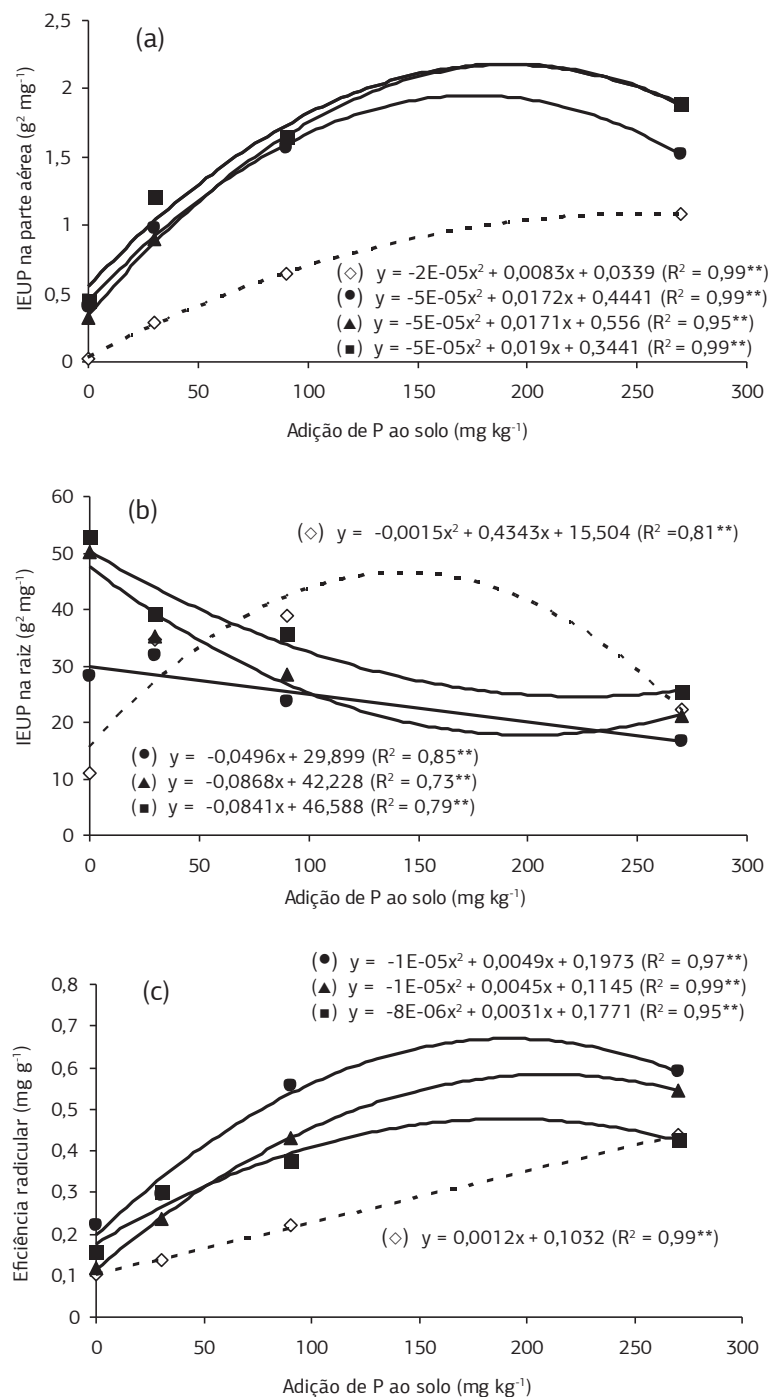 (a)
IEUP na parte aérea (g² mg⁻¹)
2,5
2
1,5
1
0,5
0
(◇) y = -2E-05x² + 0,0083x + 0,0339 (R² = 0,99**)
(●) y = -5E-05x² + 0,0172x + 0,4441 (R² = 0,99**)
(▲) y = -5E-05x² + 0,0171x + 0,556 (R² = 0,95**)
(■) y = -5E-05x² + 0,019x + 0,3441 (R² = 0,99**)
0 50 100 150 200 250 300
Adição de P ao solo (mg kg⁻¹)
(b)
IEUP na raiz (g² mg⁻¹)
60
50
40
30
20
10
0
(◇) y = -0,0015x² + 0,4343x + 15,504 (R² =0,81**)
(●) y = -0,0496x + 29,899 (R² = 0,85**)
(▲) y = -0,0868x + 42,228 (R² = 0,73**)
(■) y = -0,0841x + 46,588 (R² = 0,79**)
0 50 100 150 200 250 300
Adição de P ao solo (mg kg⁻¹)
(●) y = -1E-05x² + 0,0049x + 0,1973 (R² = 0,97**)
(▲) y = -1E-05x² + 0,0045x + 0,1145 (R² = 0,99**)
(■) y = -8E-06x² + 0,0031x + 0,1771 (R² = 0,95**)
(c)
Eficiência radicular (mg g⁻¹)
0,8
0,7
0,6
0,5
0,4
0,3
0,2
0,1
0
(◇) y = 0,0012x + 0,1032 (R² = 0,99**)
0 50 100 150 200 250 300
Adição de P ao solo (mg kg⁻¹)